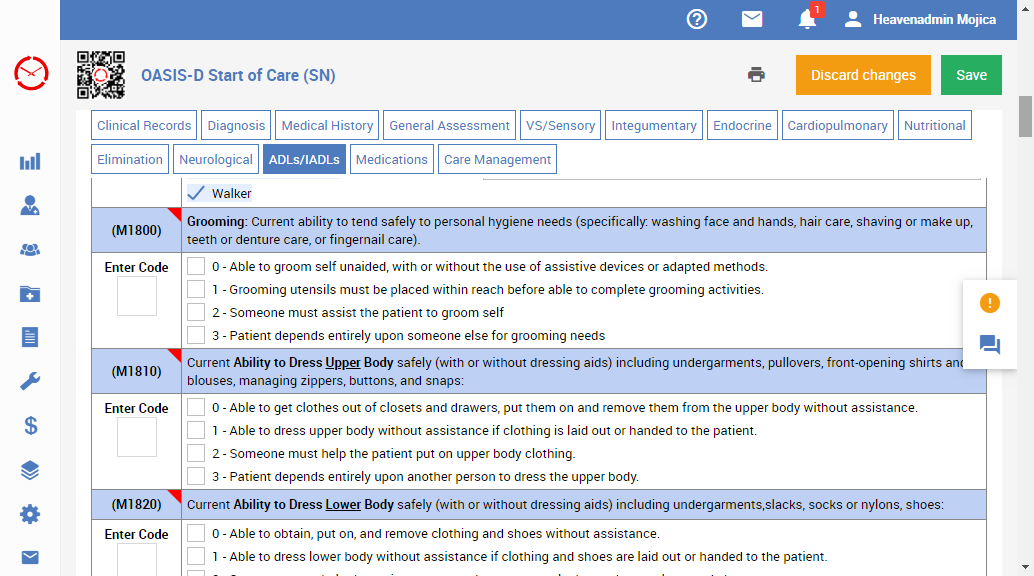 1
Heavenadmin Mojica
OASIS-D Start of Care (SN)
Discard changes
Save
Clinical Records
Diagnosis
Medical History
General Assessment
VS/Sensory
Integumentary
Endocrine
Cardiopulmonary
Nutritional
Elimination
Neurological
ADLs/IADLs
Medications
Care Management
Walker
(M1800)
Grooming: Current ability to tend safely to personal hygiene needs (specifically: washing face and hands, hair care, shaving or make up,
teeth or denture care, or fingernail care).
Enter Code
0 - Able to groom self unaided, with or without the use of assistive devices or adapted methods.
1 - Grooming utensils must be placed within reach before able to complete grooming activities.
2 - Someone must assist the patient to groom self
3 - Patient depends entirely upon someone else for grooming needs
(M1810)
Current Ability to Dress Upper Body safely (with or without dressing aids) including undergarments, pullovers, front-opening shirts and
blouses, managing zippers, buttons, and snaps:
Enter Code
0 - Able to get clothes out of closets and drawers, put them on and remove them from the upper body without assistance.
1 - Able to dress upper body without assistance if clothing is laid out or handed to the patient.
2 - Someone must help the patient put on upper body clothing.
3 - Patient depends entirely upon another person to dress the upper body.
(M1820)
Current Ability to Dress Lower Body safely (with or without dressing aids) including undergarments,slacks, socks or nylons, shoes:
Enter Code
0 - Able to obtain, put on, and remove clothing and shoes without assistance.
1 - Able to dress lower body without assistance if clothing and shoes are laid out or handed to the patient.